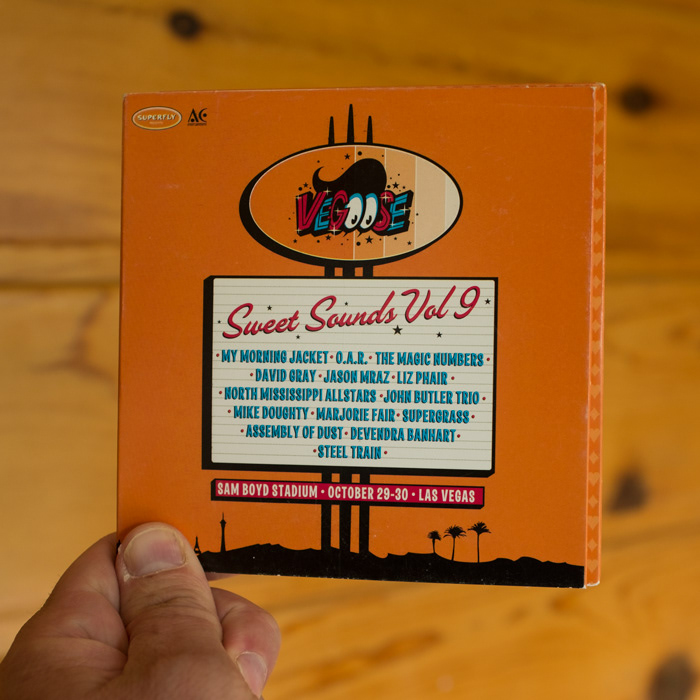 SUPERFLY
AC
VEGOOSE
Sweet Sounds Vol 9
• MY MORNING JACKET • O.A.R. • THE MAGIC NUMBERS •
DAVID GRAY • JASON MRAZ • LIZ PHAIR •
• NORTH MISSISSIPPI ALLSTARS • JOHN BUTLER TRIO •
• MIKE DOUGHTY • MARJORIE FAIR • SUPERGRASS •
• ASSEMBLY OF DUST • DEVENDRA BANHART •
• STEEL TRAIN •
SAM BOYD STADIUM • OCTOBER 29-30 • LAS VEGAS